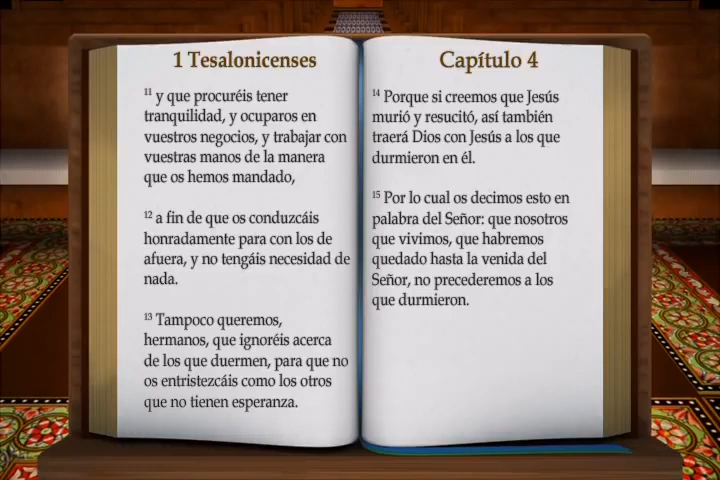 1 Tesalonicenses
11 y que procuréis tener
tranquilidad, y ocuparos en
vuestros negocios, y trabajar con
vuestras manos de la manera
que os hemos mandado,
12 a fin de que os conduzcáis
honradamente para con los de
afuera, y no tengáis necesidad de
nada.
13 Tampoco queremos,
hermanos, que ignoréis acerca
de los que duermen, para que no
os entristezcáis como los otros
que no tienen esperanza.
Capítulo 4
14 Porque si creemos que Jesús
murió y resucitó, así también
traerá Dios con Jesús a los que
durmieron en él.
15 Por lo cual os decimos esto en
palabra del Señor: que nosotros
que vivimos, que habremos
quedado hasta la venida del
Señor, no precederemos a los
que durmieron.